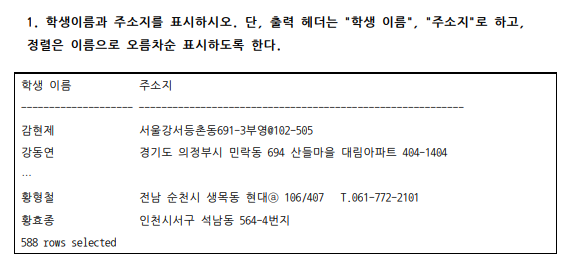 1. 학생이름과 주소지를 표시하시오. 단, 출력 헤더는 "학생 이름", "주소지"로 하고,
정렬은 이름으로 오름차순 표시하도록 한다.
학생 이름 주소지
-------------------- ----------------------------------------------------------
감현제 서울강서등촌동691-3부영@102-505
강동연 경기도 의정부시 민락동 694 산들마을 대림아파트 404-1404
…
황형철 전남 순천시 생목동 현대ⓐ 106/407 T.061-772-2101
황효종 인천시서구 석남동 564-4번지
588 rows selected